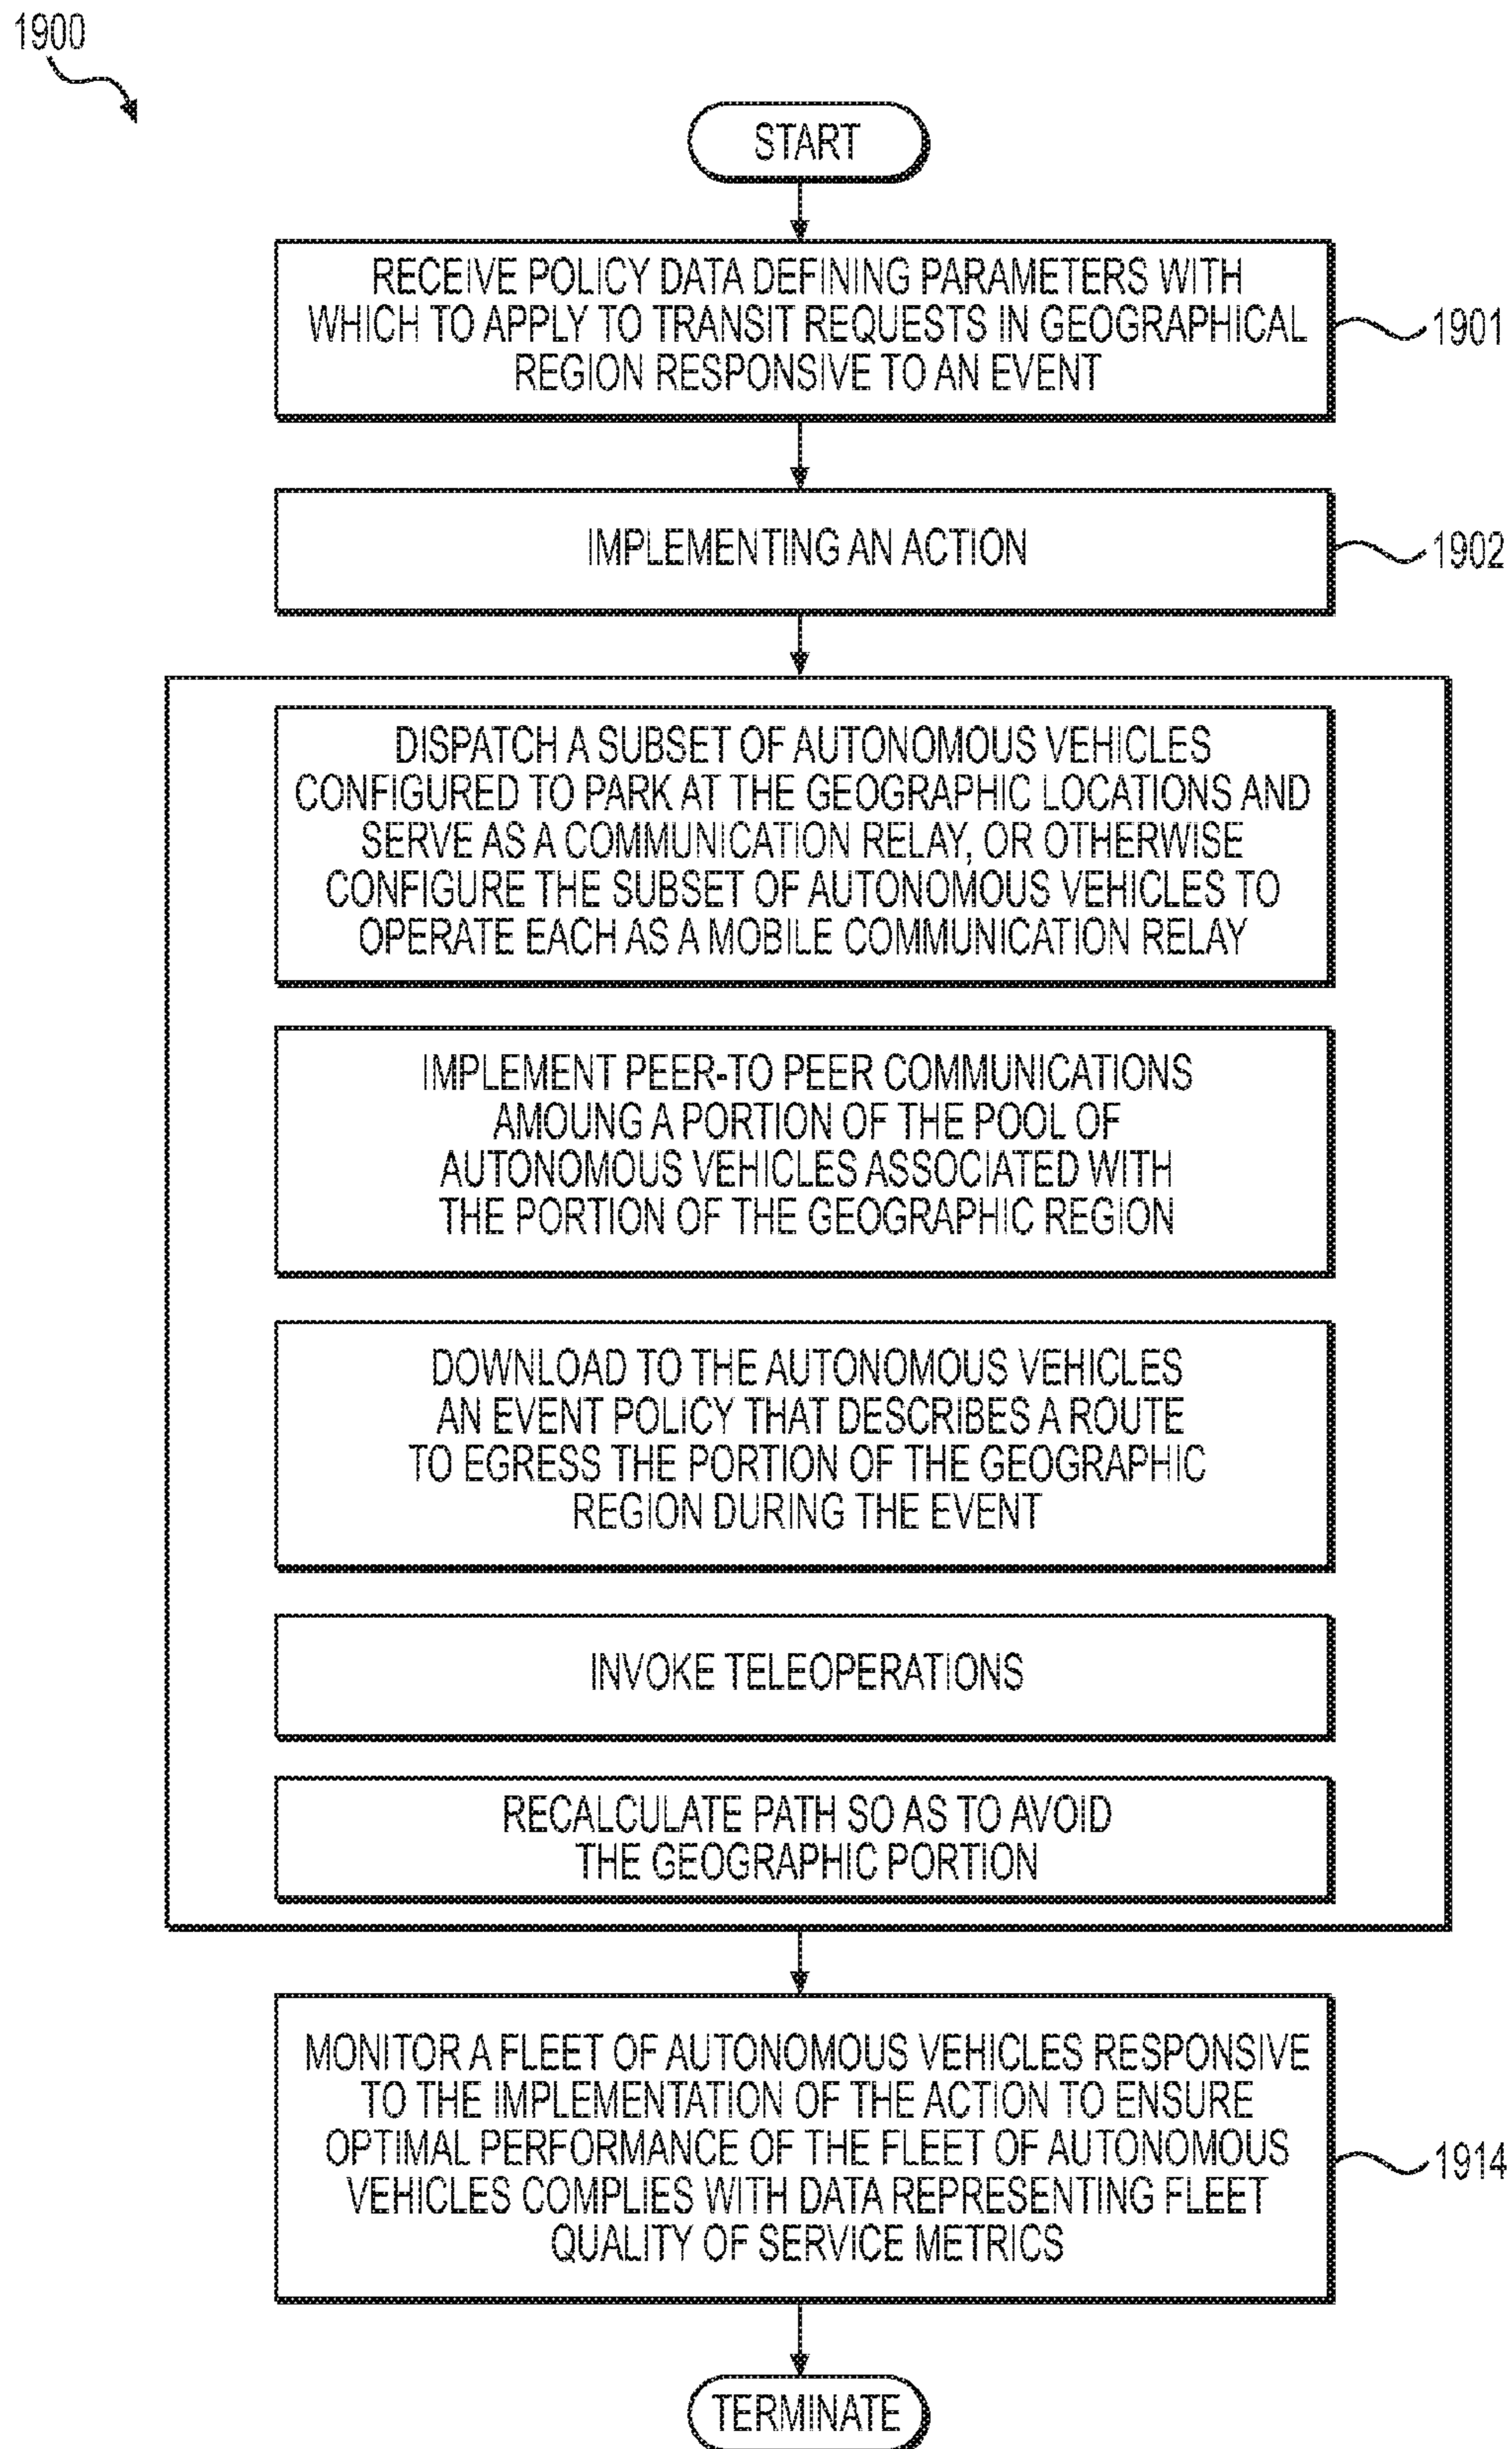 1900
START
RECEIVE POLICY DATA DEFINING PARAMETERS WITH
WHICH TO APPLY TO TRANSIT REQUESTS IN GEOGRAPHICAL
REGION RESPONSIVE TO AN EVENT
1901
IMPLEMENTING AN ACTION
1902
DISPATCH A SUBSET OF AUTONOMOUS VEHICLES
CONFIGURED TO PARK AT THE GEOGRAPHIC LOCATIONS AND
SERVE AS A COMMUNICATION RELAY, OR OTHERWISE
CONFIGURE THE SUBSET OF AUTONOMOUS VEHICLES TO
OPERATE EACH AS A MOBILE COMMUNICATION RELAY
IMPLEMENT PEER-TO PEER COMMUNICATIONS
AMOUNG A PORTION OF THE POOL OF
AUTONOMOUS VEHICLES ASSOCIATED WITH
THE PORTION OF THE GEOGRAPHIC REGION
DOWNLOAD TO THE AUTONOMOUS VEHICLES
AN EVENT POLICY THAT DESCRIBES A ROUTE
TO EGRESS THE PORTION OF THE GEOGRAPHIC
REGION DURING THE EVENT
INVOKE TELEOPERATIONS
RECALCULATE PATH SO AS TO AVOID
THE GEOGRAPHIC PORTION
MONITOR A FLEET OF AUTONOMOUS VEHICLES RESPONSIVE
TO THE IMPLEMENTATION OF THE ACTION TO ENSURE
OPTIMAL PERFORMANCE OF THE FLEET OF AUTONOMOUS
VEHICLES COMPLIES WITH DATA REPRESENTING FLEET
QUALITY OF SERVICE METRICS
1914
TERMINATE